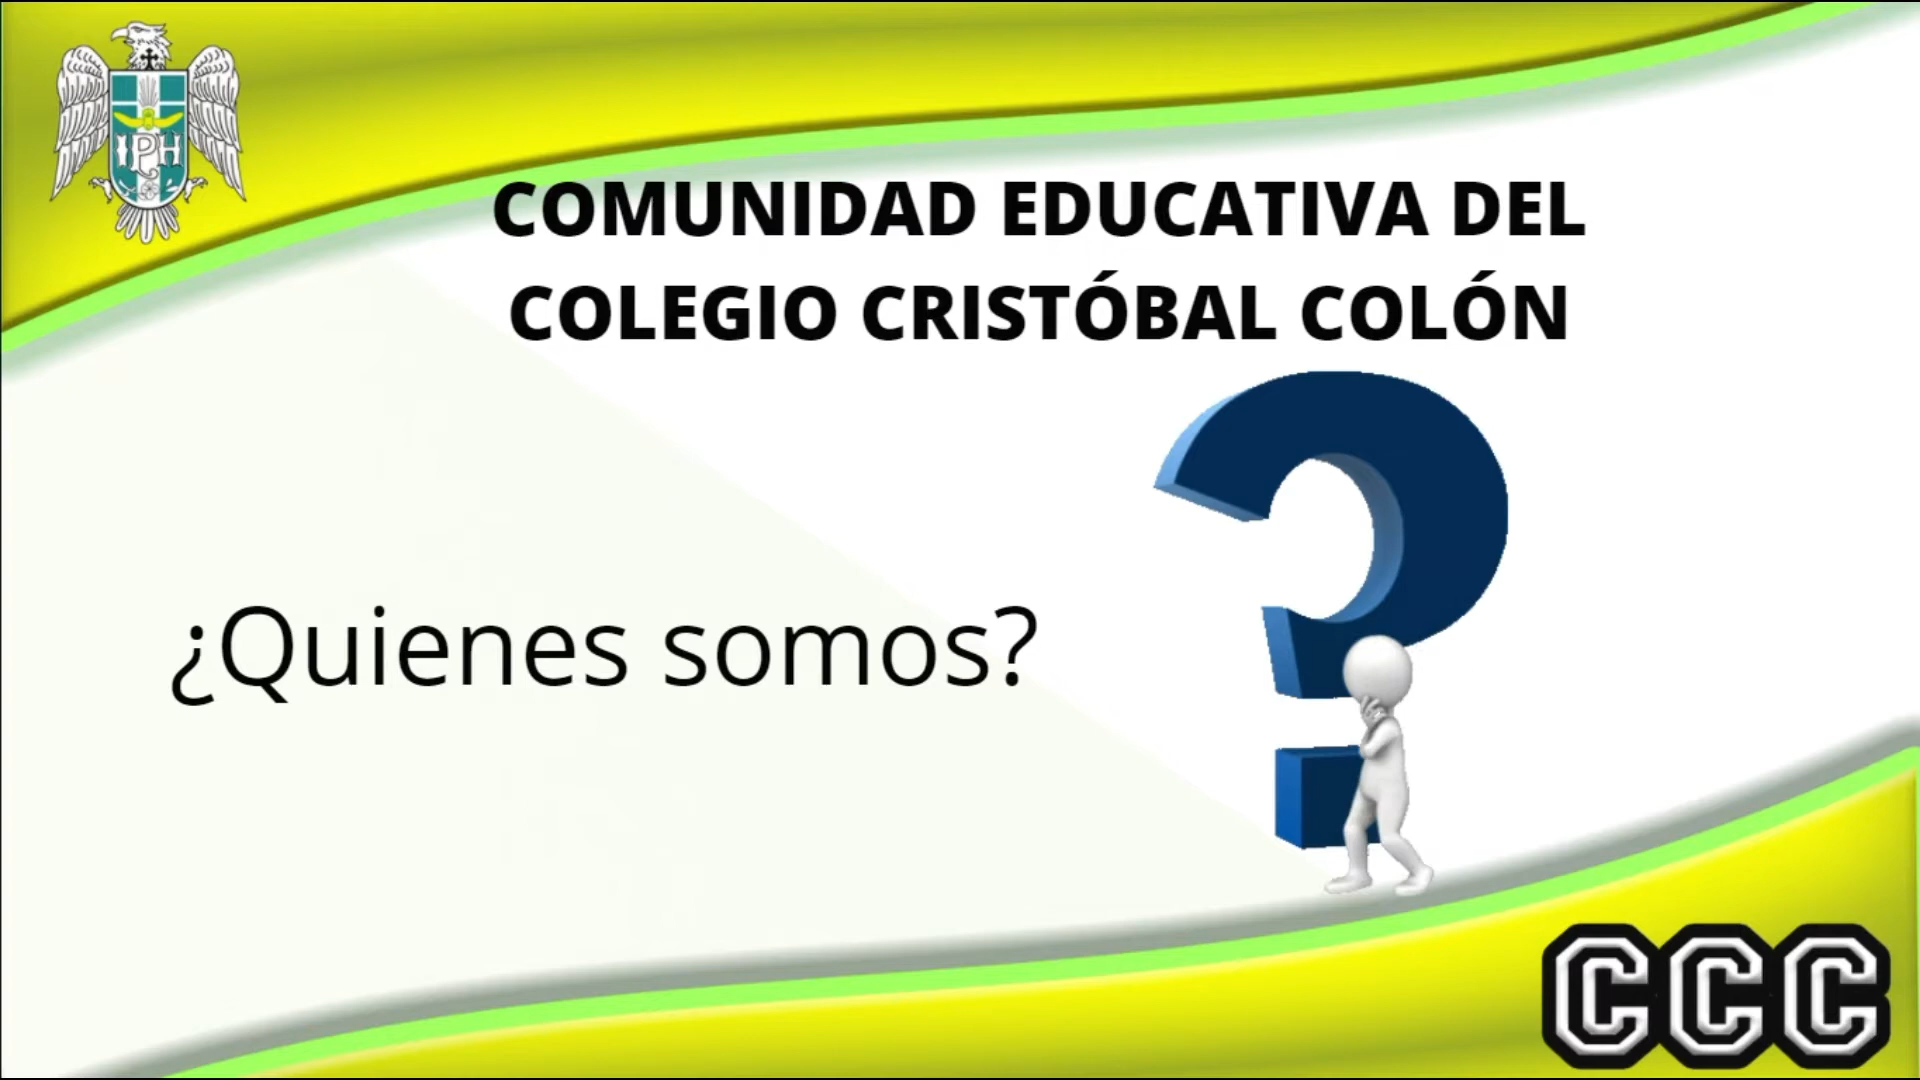 IPH
COMUNIDAD EDUCATIVA DEL
COLEGIO CRISTÓBAL COLÓN
¿Quienes somos?
CCC